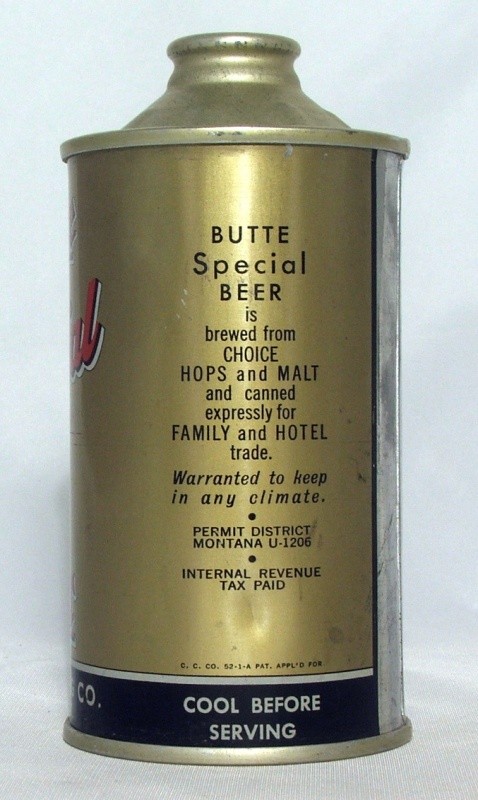 BUTTE
Special
BEER
is
brewed from
CHOICE
HOPS and MALT
and canned
expressly for
FAMILY and HOTEL
trade.
Warranted to keep
in any climate.
•
PERMIT DISTRICT
MONTANA U-1206
•
INTERNAL REVENUE
TAX PAID
C. C. CO. 52-1-A PAT. APPL'D FOR
CO.
COOL BEFORE
SERVING